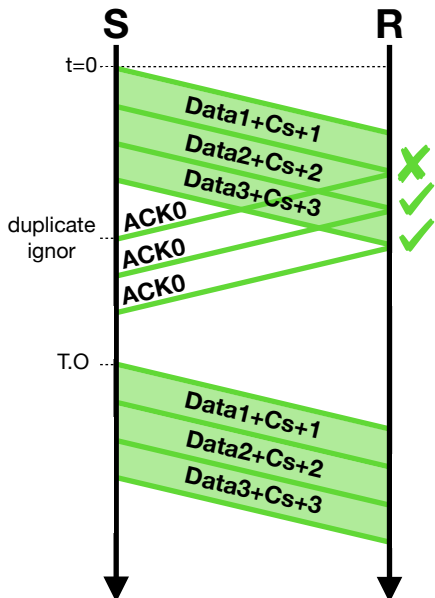 S R
t=0
Data1+Cs+1
Data2+Cs+2
Data3+Cs+3
ACK0
duplicate
ignor
ACK0
ACK0
T.O
Data1+Cs+1
Data2+Cs+2
Data3+Cs+3